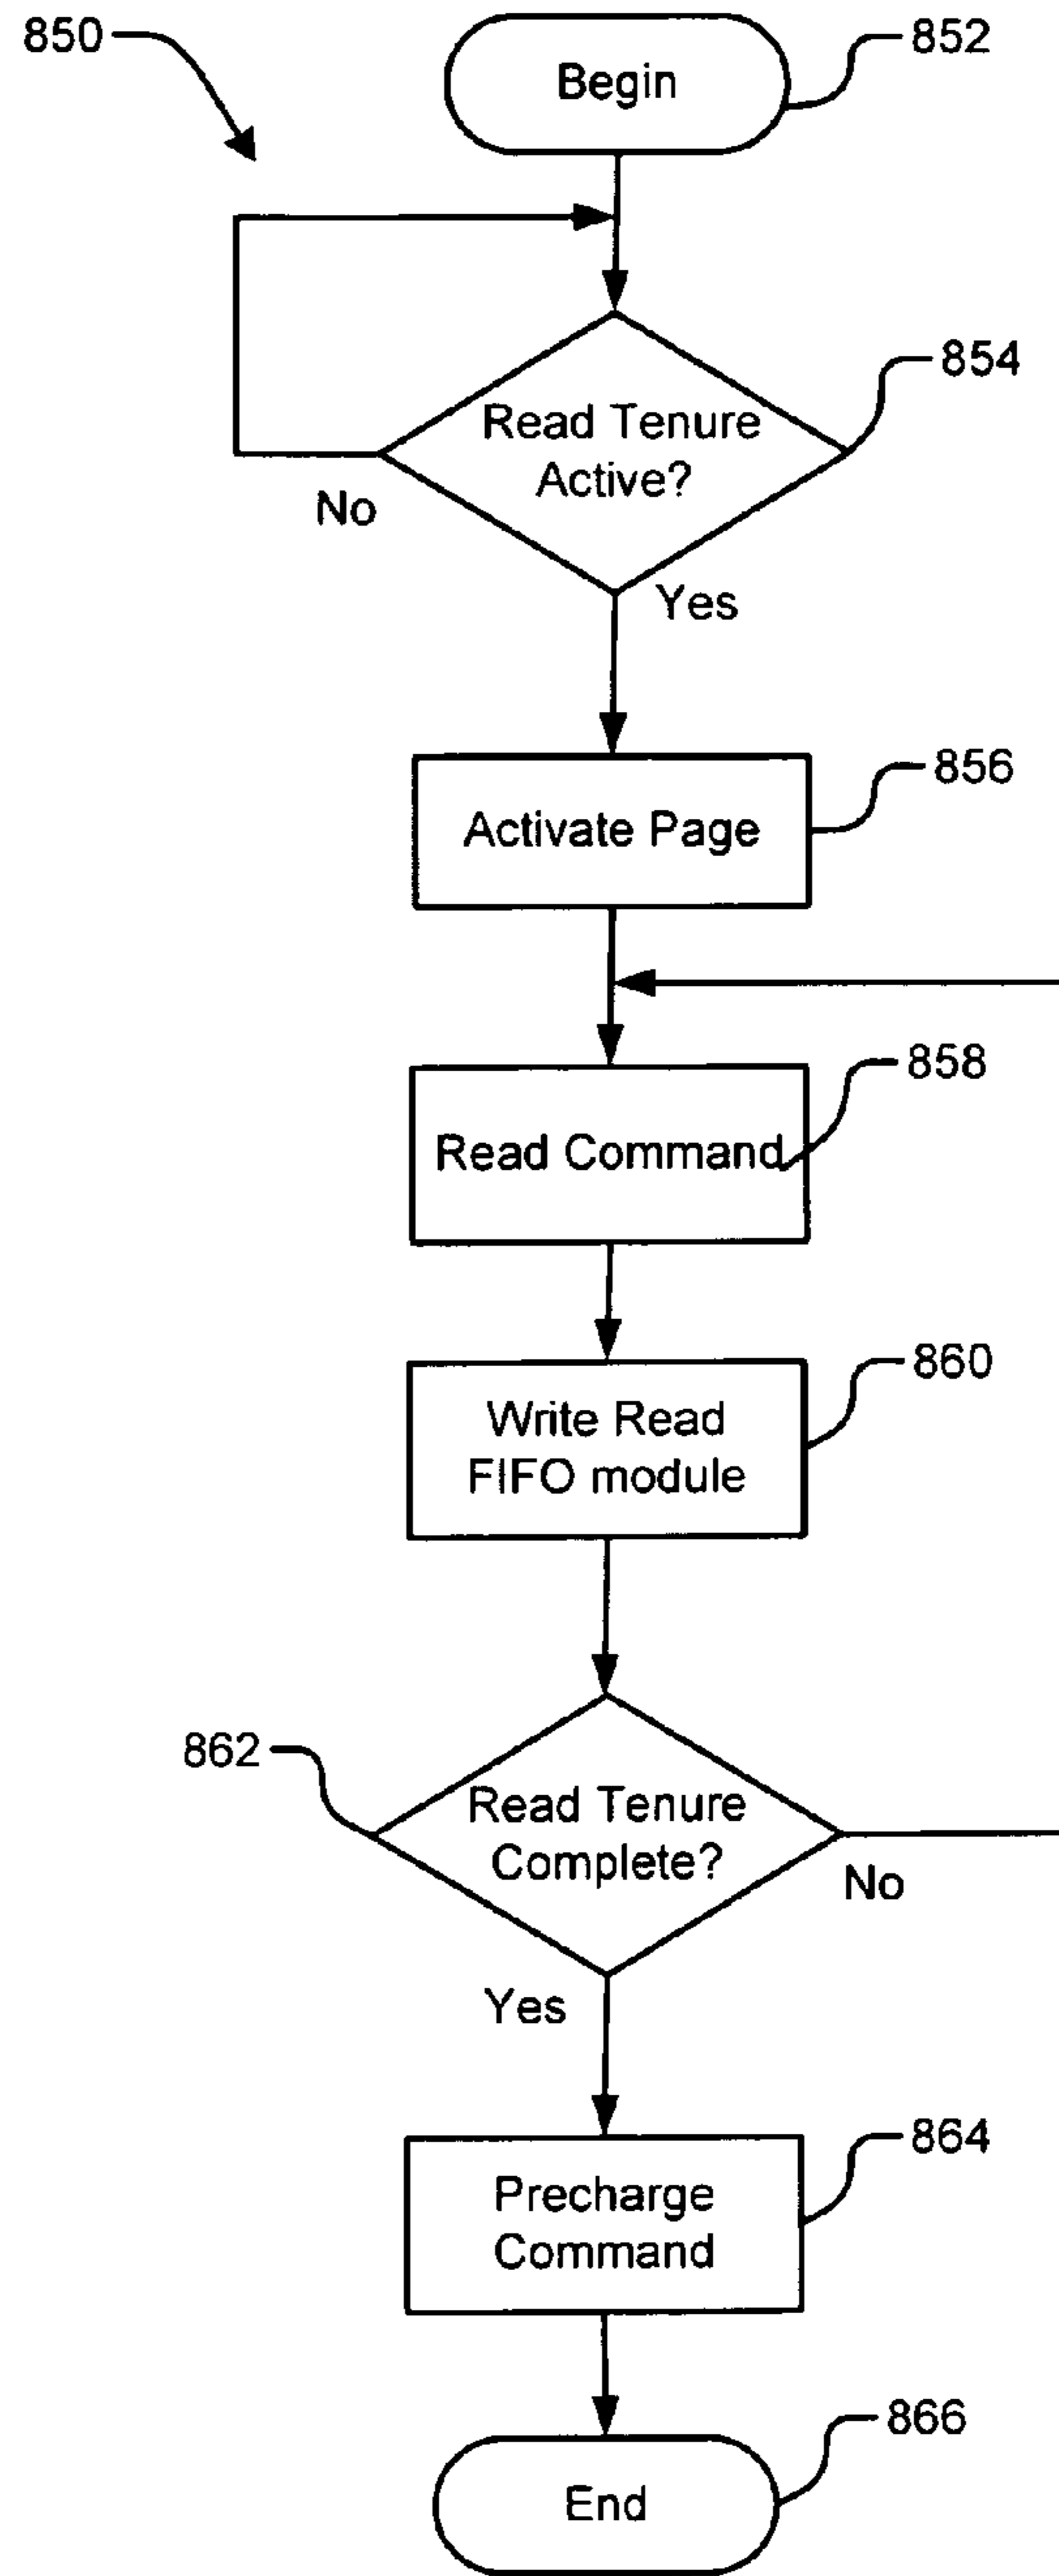 850
852
Begin
854
Read Tenure
Active?
No
Yes
856
Activate Page
858
Read Command
860
Write Read
FIFO module
862
Read Tenure
Complete?
No
Yes
864
Precharge
Command
866
End